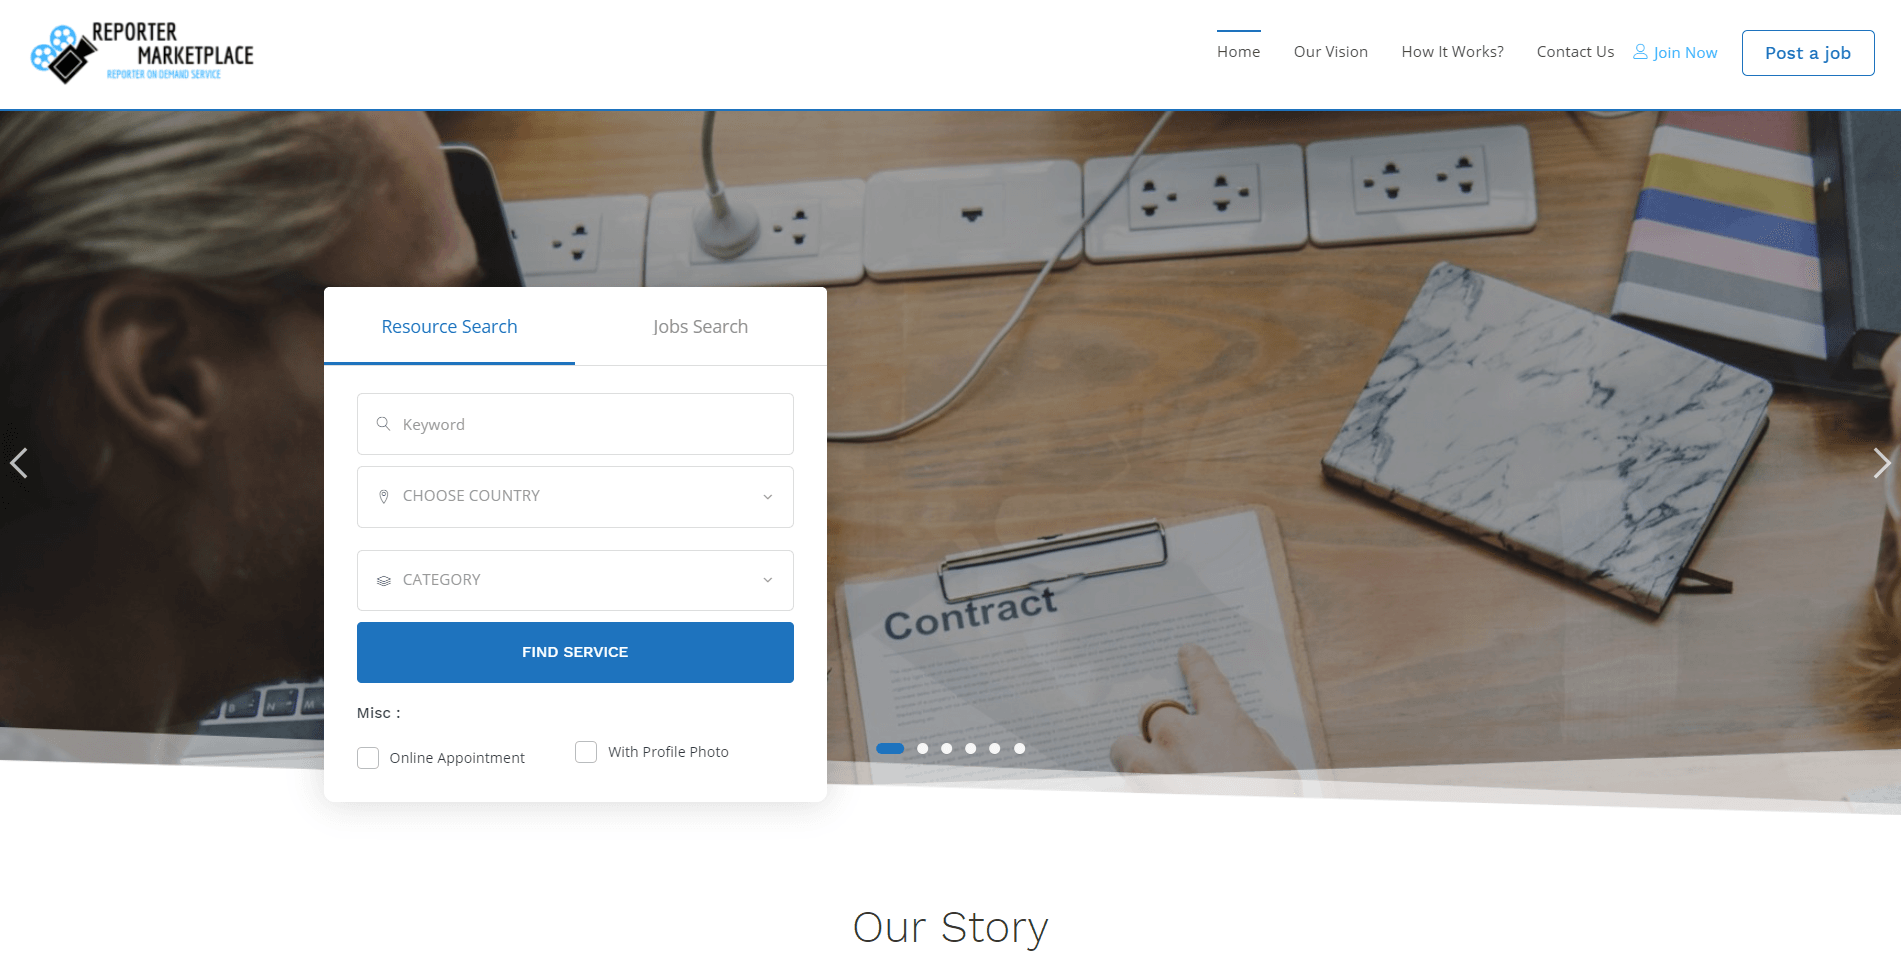 REPORTER
MARKETPLACE
REPORTER ON DEMAND SERVICE
Home
Our Vision
How It Works?
Contact Us
Join Now
Post a job
Resource Search
Jobs Search
Keyword
CHOOSE COUNTRY
CATEGORY
FIND SERVICE
Misc :
Online Appointment
With Profile Photo
Contract
B N M
Our Story